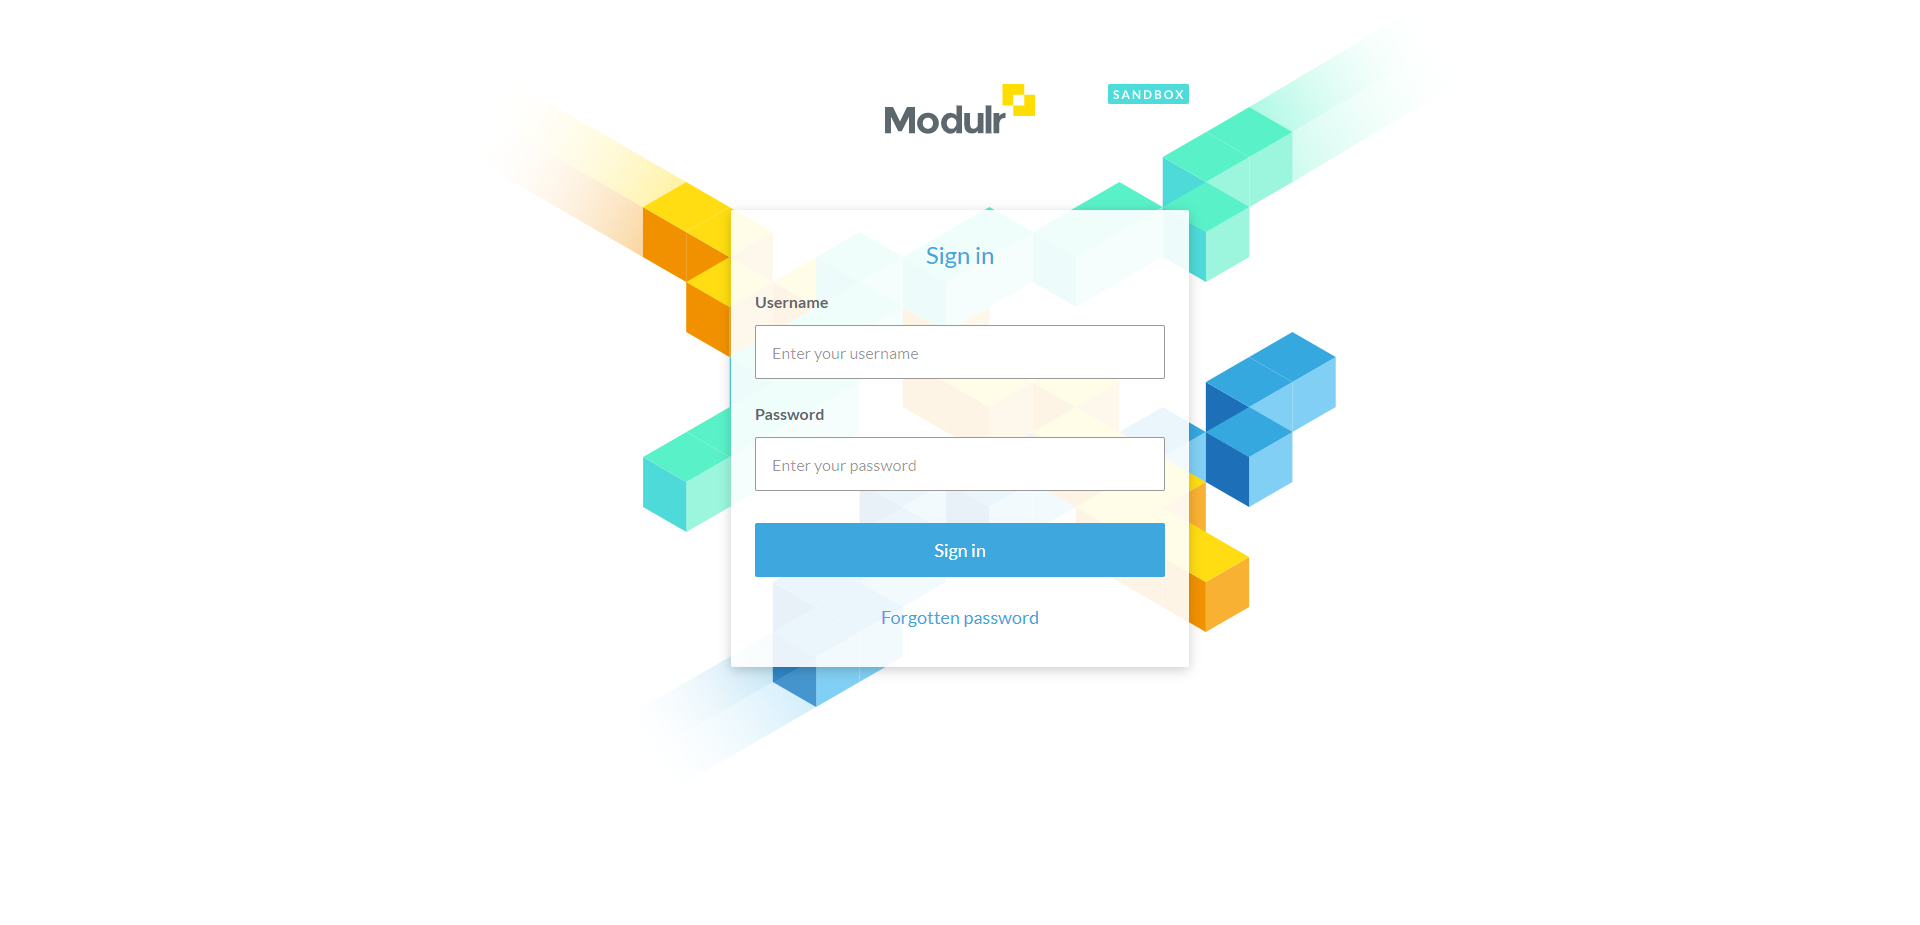 Modulr
SANDBOX
Sign in
Username
Enter your username
Password
Enter your password
Sign in
Forgotten password